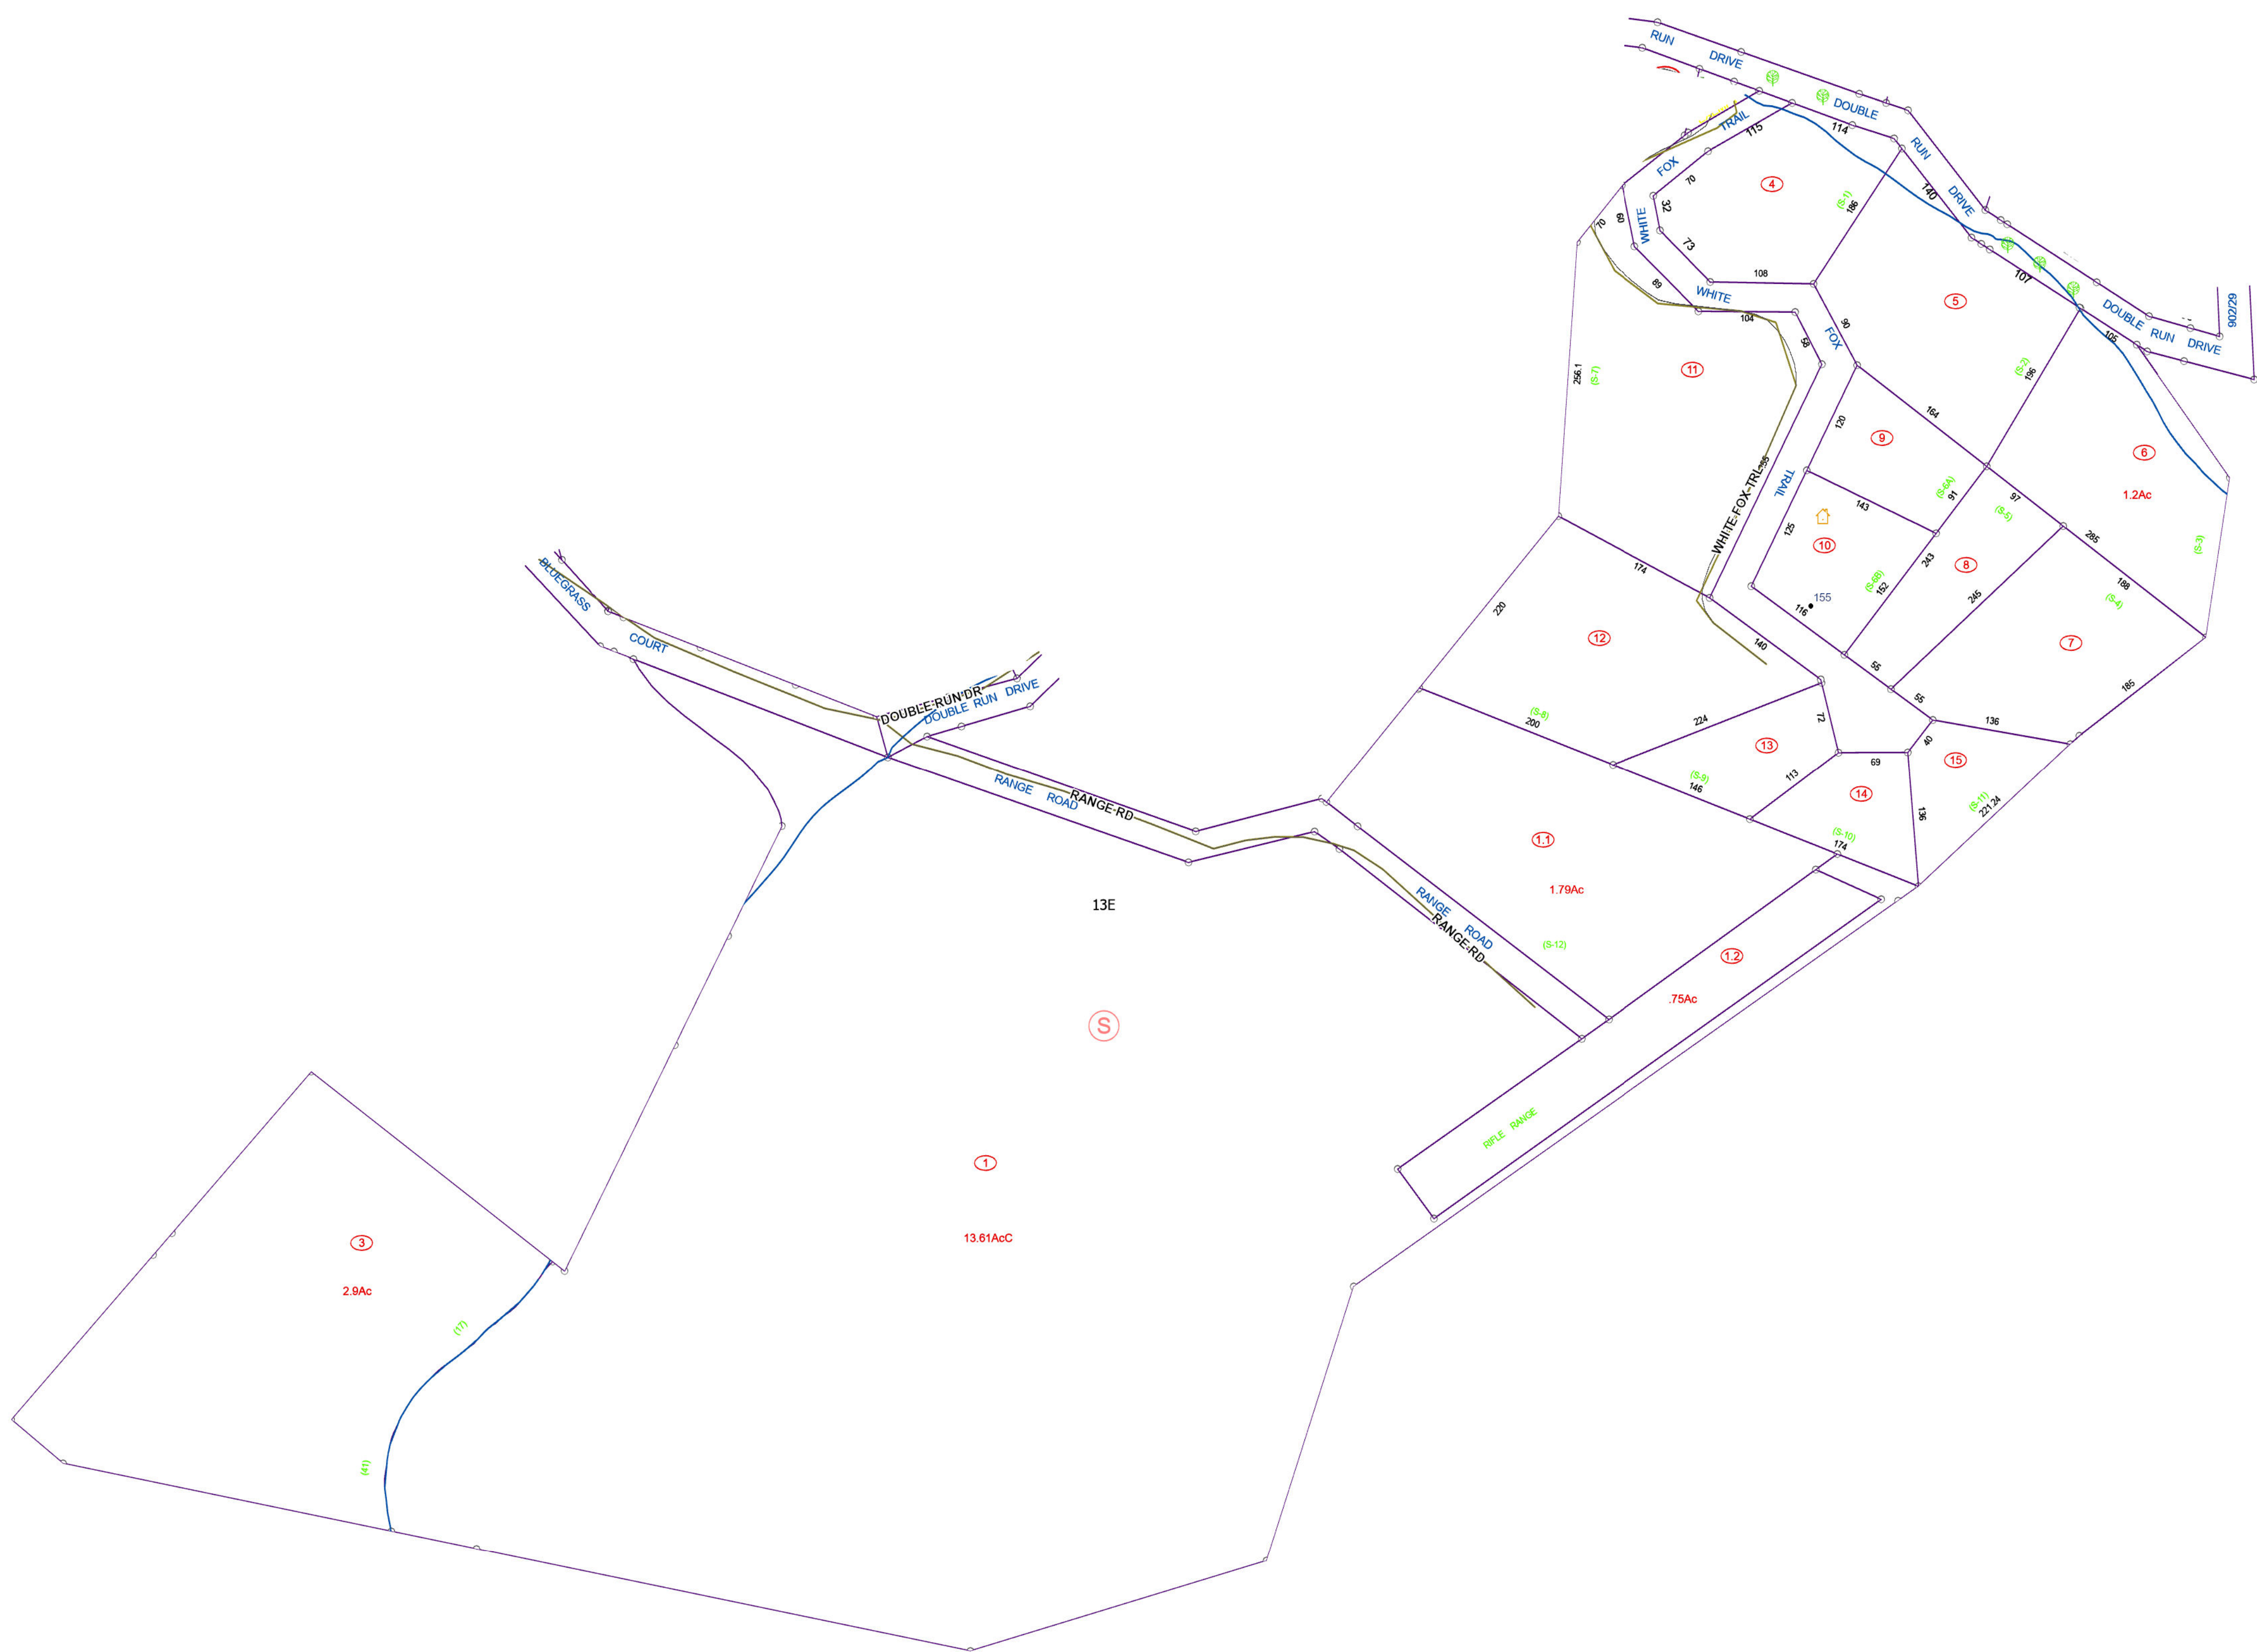 RUN DRIVE
DOUBLE
RUN
DRIVE
DOUBLE RUN DRIVE
902/29
FOX
TRAIL
WHITE
115
114
70
32
73
108
(S-1)
186
140
4
70
60
89
WHITE
104
58
FOX
90
107
5
105
(S-2)
196
256.1
(S-7)
11
164
120
9
6
1.2Ac
(S-3)
TRAIL
WHITE-FOX-TRL
143
(S-6A)
91
97
(S-5)
285
125
10
243
8
188
(S-4)
(S-6B)
152
245
155
116
174
220
12
140
55
55
7
185
BLUEGRASS
COURT
DOUBLE-RUN-DR
DOUBLE RUN DRIVE
(S-8)
200
224
72
13
136
40
15
69
RANGE ROAD
RANGE-RD
(S-9)
146
113
14
136
(S-11)
221.24
1.1
(S-10)
174
1.79Ac
13E
RANGE ROAD
RANGE-RD
(S-12)
1.2
.75Ac
S
RIFLE RANGE
1
13.61AcC
3
2.9Ac
(17)
(41)